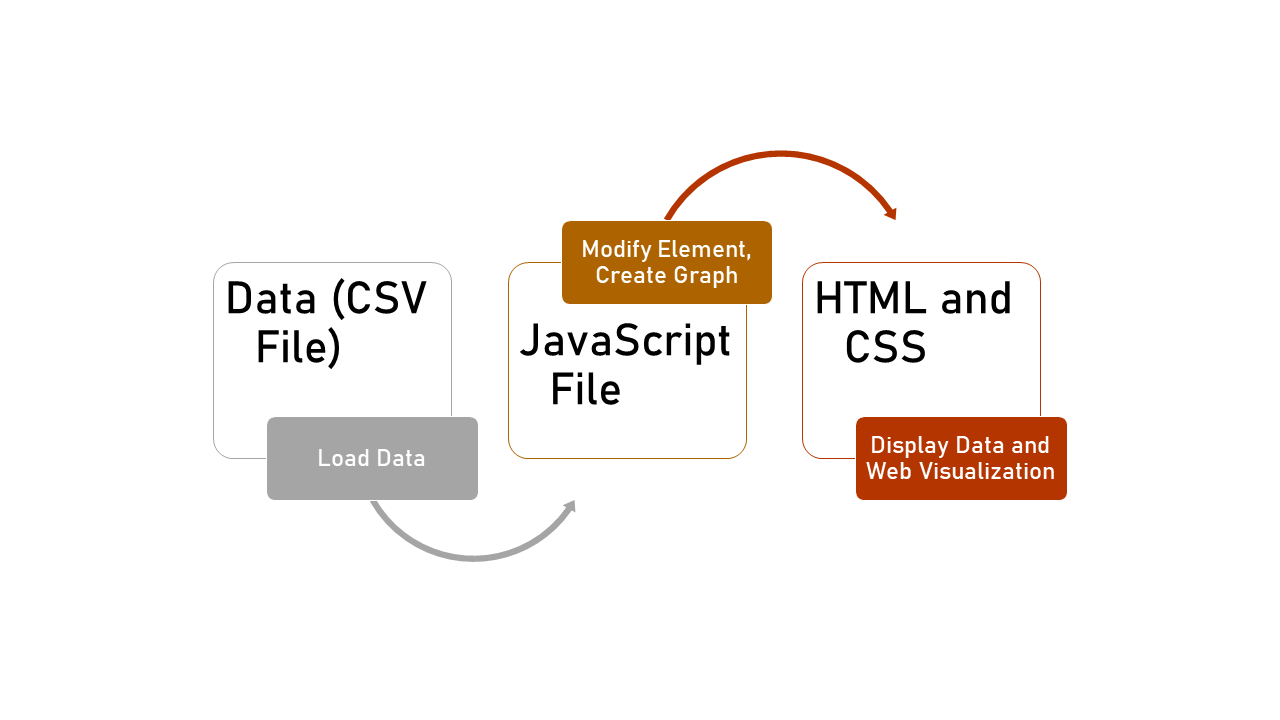 Data (CSV
File)
Load Data
Modify Element,
Create Graph
JavaScript
File
HTML and
CSS
Display Data and
Web Visualization